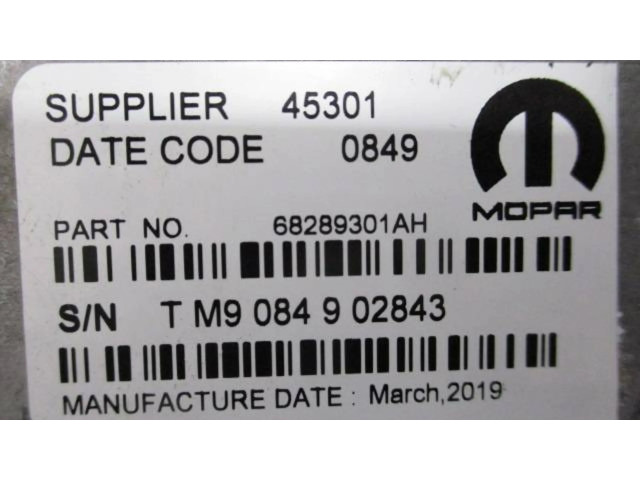 SUPPLIER 45301
DATE CODE 0849
MOPAR
PART NO. 68289301AH
S/N T M9 084 9 02843
MANUFACTURE DATE : March,2019